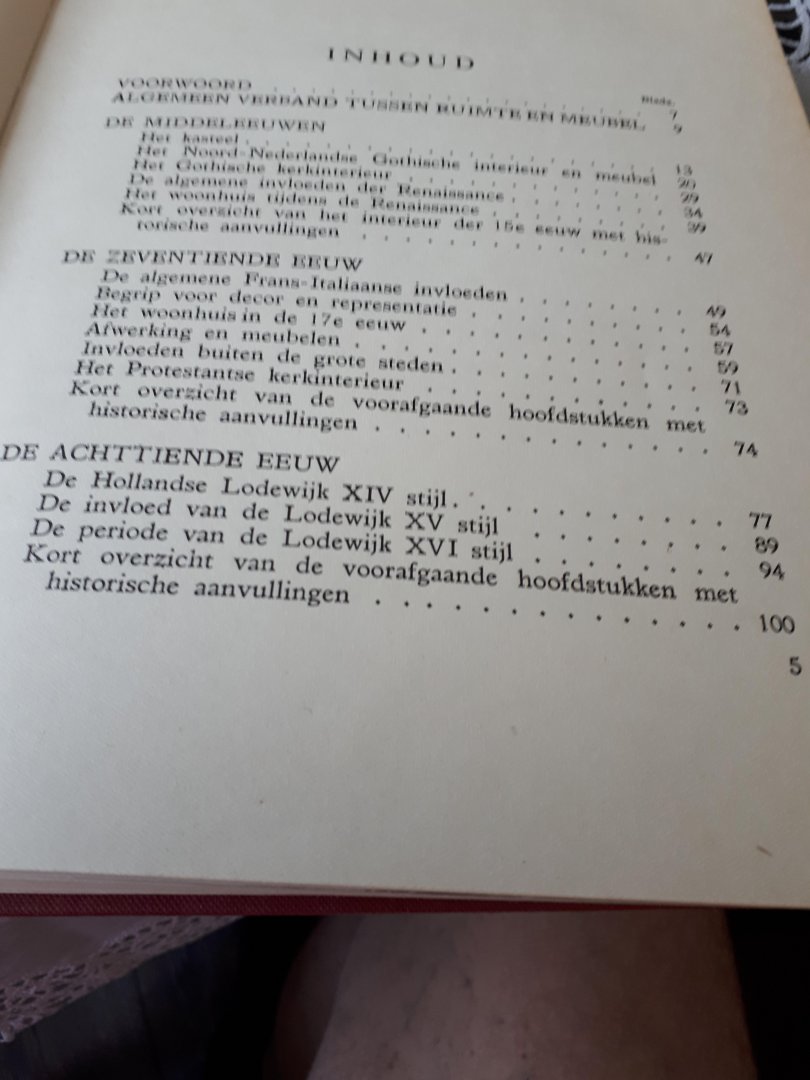 INHOUD
Bladz.
VOORWOORD . . . . . . . . . . . . . 7
ALGEMEEN VERBAND TUSSEN RUIMTE EN MEUBEL 9
DE MIDDELEEUWEN
Het kasteel . . . . . . . . . . . . . 13
Het Noord-Nederlandse Gothische interieur en meubel 20
Het Gothische kerkinterieur . . . . . . . . . 29
De algemene invloeden der Renaissance . . . . . . 34
Het woonhuis tijdens de Renaissance . . . . . . 39
Kort overzicht van het interieur der 15e eeuw met his-
torische aanvullingen . . . . . . . . . . 47
DE ZEVENTIENDE EEUW
De algemene Frans-Italiaanse invloeden . . . . . . 49
Begrip voor decor en representatie . . . . . . . 54
Het woonhuis in de 17e eeuw . . . . . . . . 57
Afwerking en meubelen . . . . . . . . . . 59
Invloeden buiten de grote steden . . . . . . . . 71
Het Protestantse kerkinterieur . . . . . . . . 73
Kort overzicht van de voorafgaande hoofdstukken met
historische aanvullingen . . . . . . . . . . 74
DE ACHTTIENDE EEUW
De Hollandse Lodewijk XIV stijl . . . . . . . . 77
De invloed van de Lodewijk XV stijl . . . . . . 89
De periode van de Lodewijk XVI stijl . . . . . . 94
Kort overzicht van de voorafgaande hoofdstukken met
historische aanvullingen . . . . . . . . . . 100
5